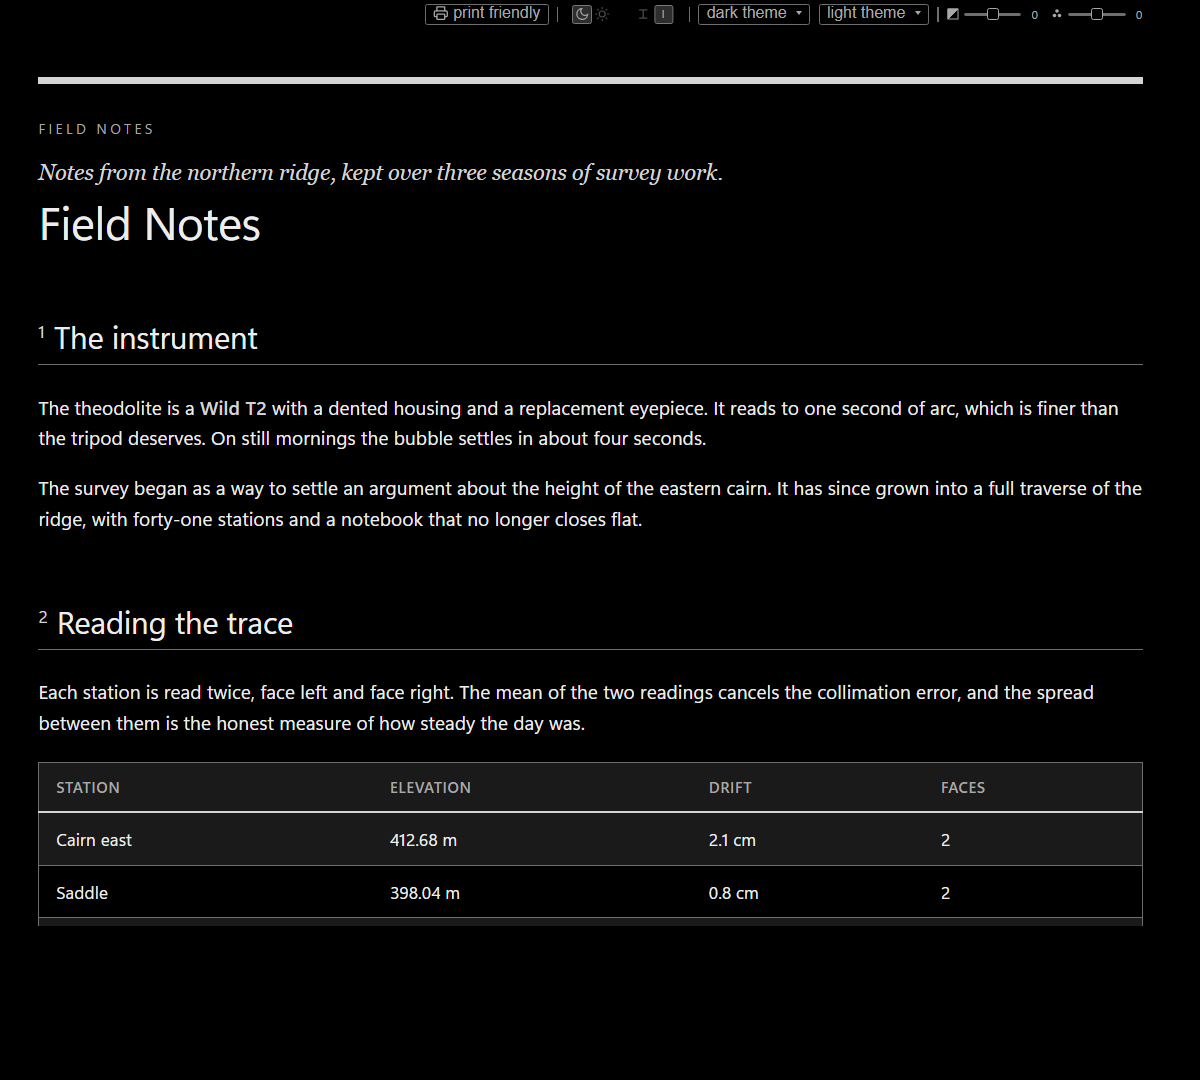 print friendly dark theme light theme 0 0
FIELD NOTES
Notes from the northern ridge, kept over three seasons of survey work.
Field Notes
1 The instrument
The theodolite is a Wild T2 with a dented housing and a replacement eyepiece. It reads to one second of arc, which is finer than
the tripod deserves. On still mornings the bubble settles in about four seconds.
The survey began as a way to settle an argument about the height of the eastern cairn. It has since grown into a full traverse of the
ridge, with forty-one stations and a notebook that no longer closes flat.
2 Reading the trace
Each station is read twice, face left and face right. The mean of the two readings cancels the collimation error, and the spread
between them is the honest measure of how steady the day was.
STATION ELEVATION DRIFT FACES
Cairn east 412.68 m 2.1 cm 2
Saddle 398.04 m 0.8 cm 2